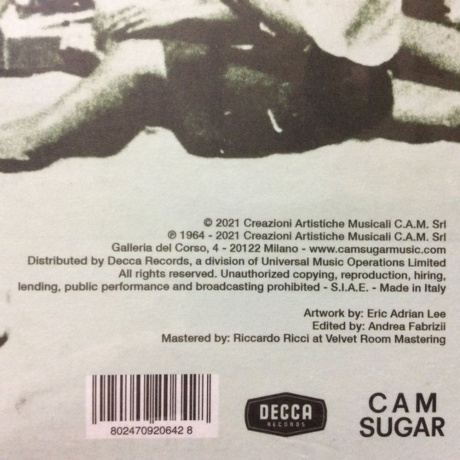 © 2021 Creazioni Artistiche Musicali C.A.M. Srl
℗ 1964 - 2021 Creazioni Artistiche Musicali C.A.M. Srl
Galleria del Corso, 4 - 20122 Milano - www.camsugarmusic.com
Distributed by Decca Records, a division of Universal Music Operations Limited
All rights reserved. Unauthorized copying, reproduction, hiring,
lending, public performance and broadcasting prohibited - S.I.A.E. - Made in Italy
Artwork by: Eric Adrian Lee
Edited by: Andrea Fabrizii
Mastered by: Riccardo Ricci at Velvet Room Mastering
802470920642 8
DECCA
RECORDS
CAM
SUGAR